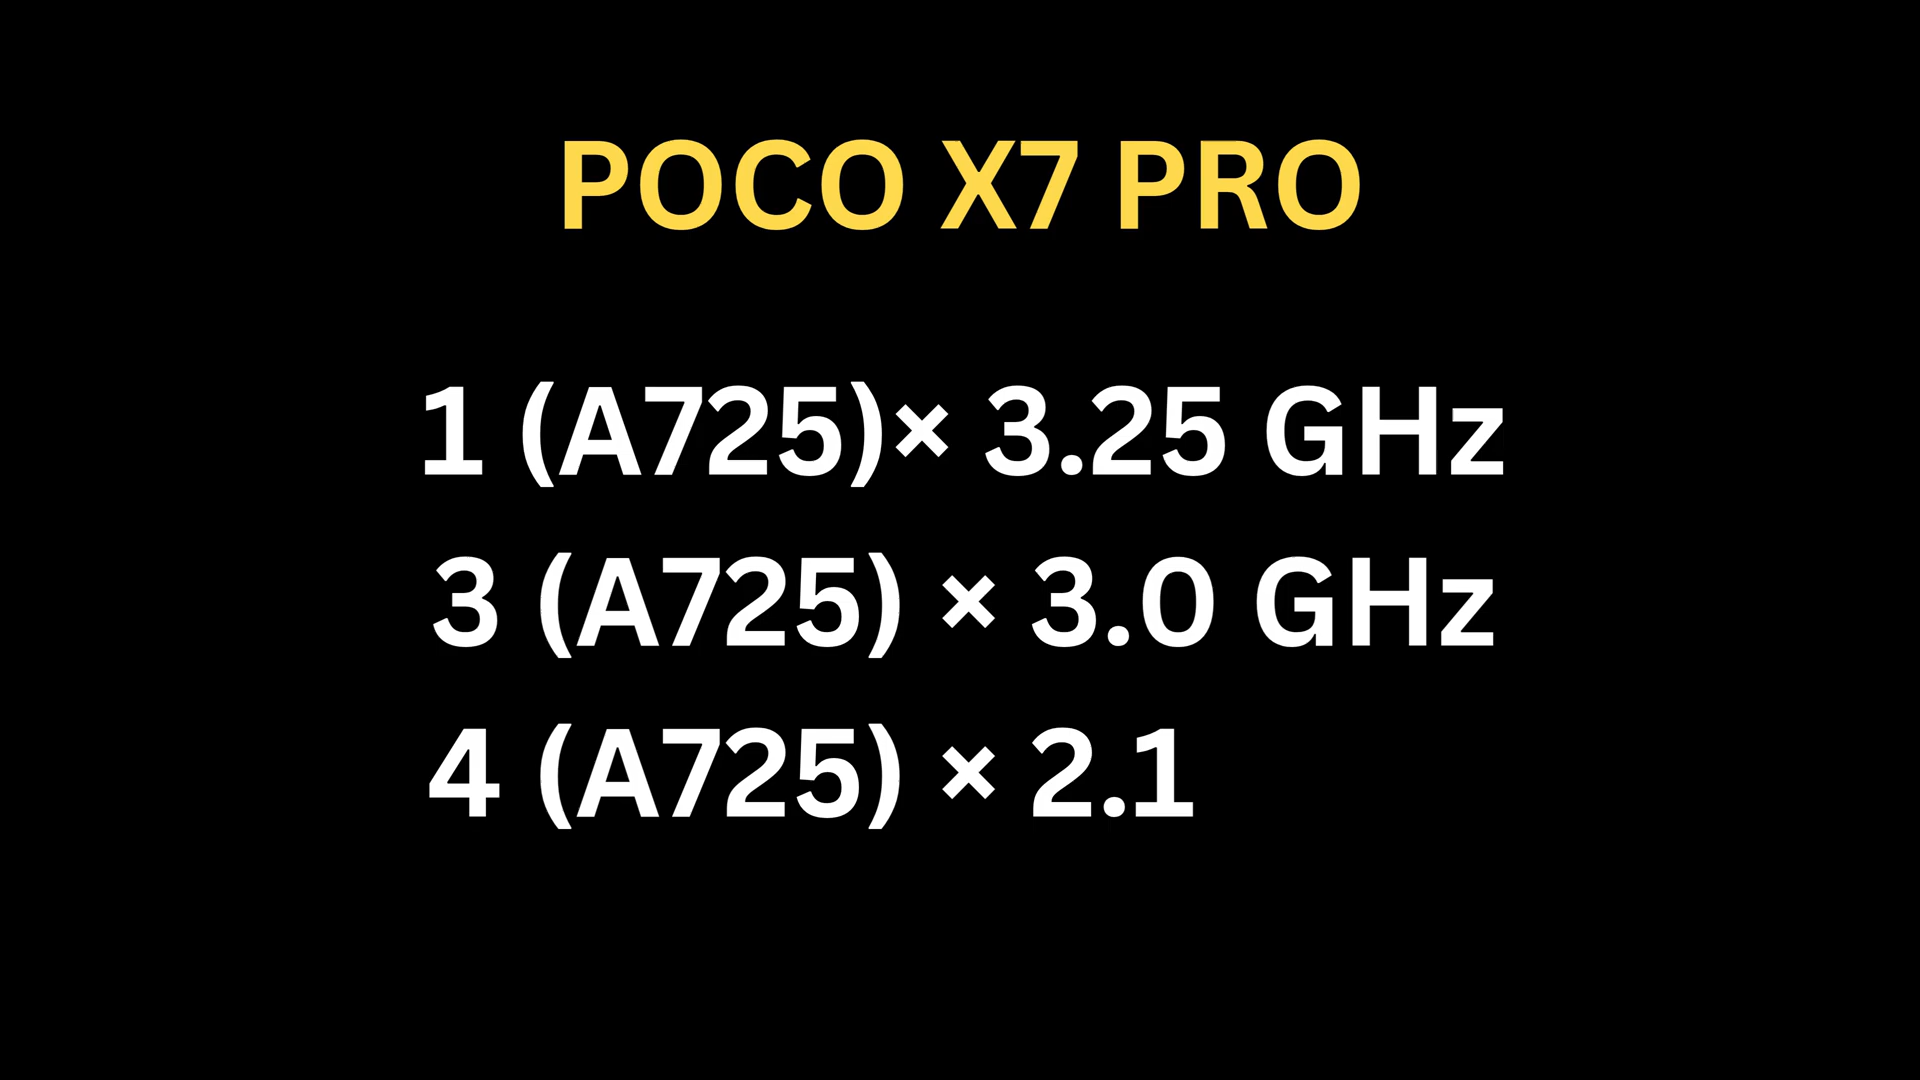 POCO X7 PRO
1 (A725)× 3.25 GHz
3 (A725) × 3.0 GHz
4 (A725) × 2.1